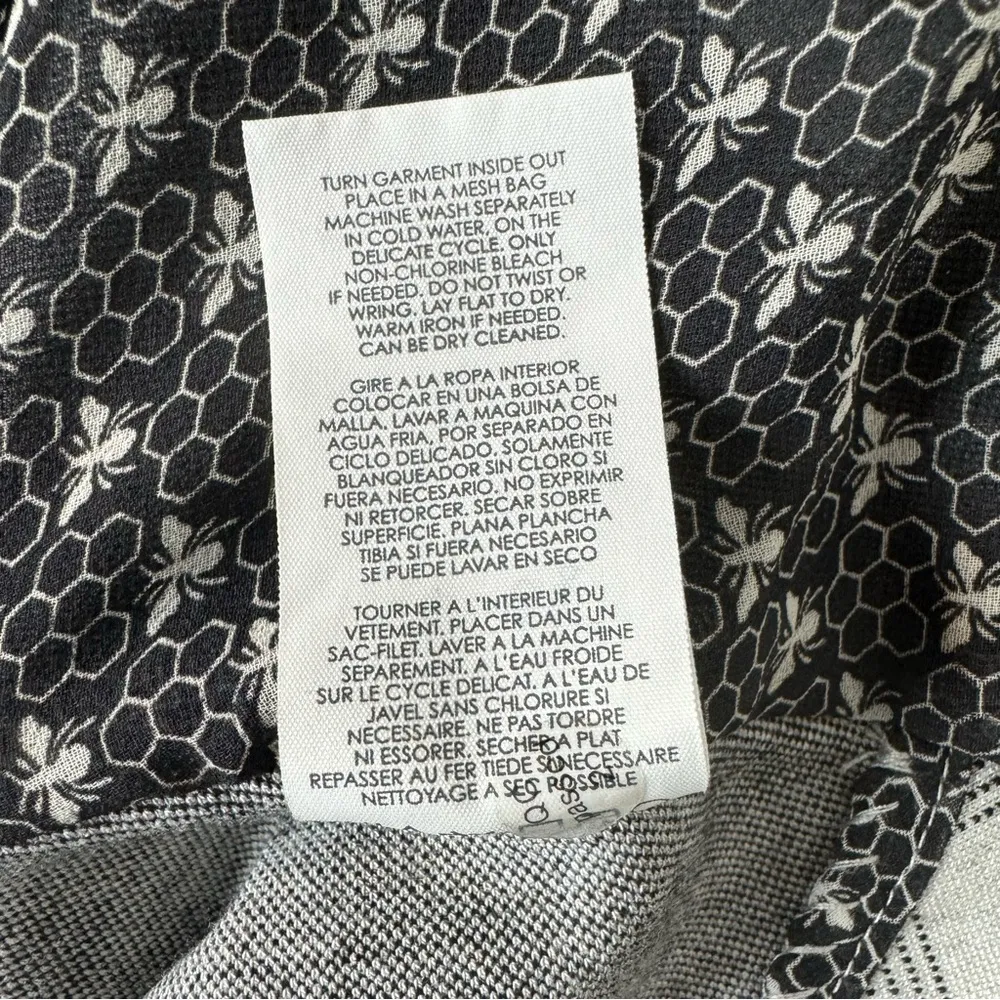 TURN GARMENT INSIDE OUT
PLACE IN A MESH BAG
MACHINE WASH SEPARATELY
IN COLD WATER, ON THE
DELICATE CYCLE. ONLY
NON-CHLORINE BLEACH
IF NEEDED. DO NOT TWIST OR
WRING. LAY FLAT TO DRY.
WARM IRON IF NEEDED.
CAN BE DRY CLEANED.
GIRE A LA ROPA INTERIOR
COLOCAR EN UNA BOLSA DE
MALLA. LAVAR A MAQUINA CON
AGUA FRIA, POR SEPARADO EN
CICLO DELICADO. SOLAMENTE
BLANQUEADOR SIN CLORO SI
FUERA NECESARIO. NO EXPRIMIR
NI RETORCER. SECAR SOBRE
SUPERFICIE. PLANA PLANCHA
TIBIA SI FUERA NECESARIO
SE PUEDE LAVAR EN SECO
TOURNER A L'INTERIEUR DU
VETEMENT. PLACER DANS UN
SAC-FILET. LAVER A LA MACHINE
SEPAREMENT. A L'EAU FROIDE
SUR LE CYCLE DELICAT. A L'EAU DE
JAVEL SANS CHLORURE SI
NECESSAIRE. NE PAS TORDRE
NI ESSORER. SECHER A PLAT
REPASSER AU FER TIEDE SI NECESSAIRE
NETTOYAGE A SEC POSSIBLE